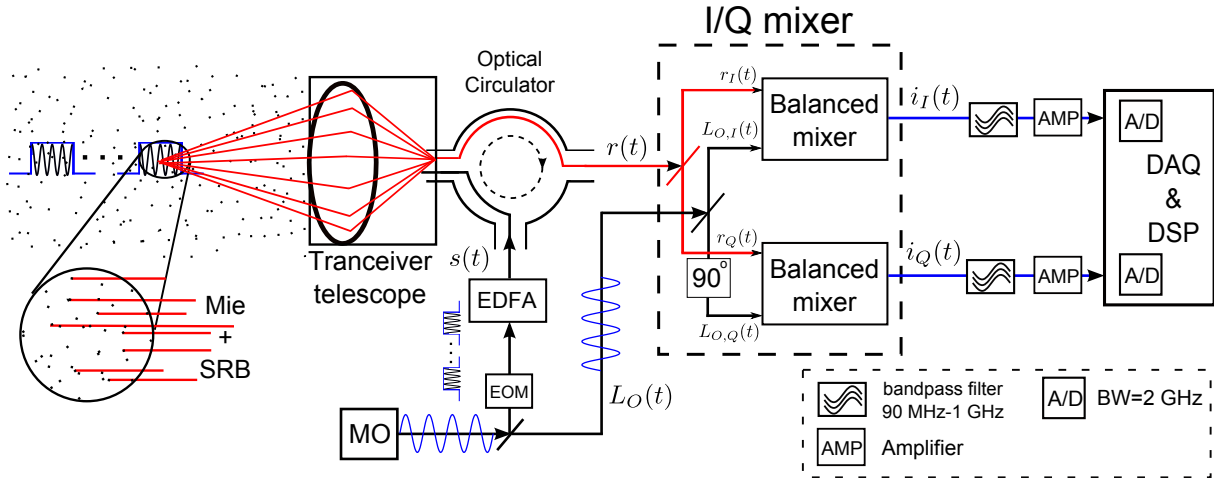 I/Q mixer
Optical
Circulator
r_I(t)
Balanced
mixer
i_I(t)
AMP
A/D
L_{O,I}(t)
r(t)
DAQ
&
DSP
r_Q(t)
Tranceiver
telescope
s(t)
90°
Balanced
mixer
i_Q(t)
AMP
A/D
EDFA
L_{O,Q}(t)
Mie
+
SRB
EOM
L_O(t)
MO
bandpass filter
90 MHz-1 GHz
A/D
BW=2 GHz
AMP
Amplifier